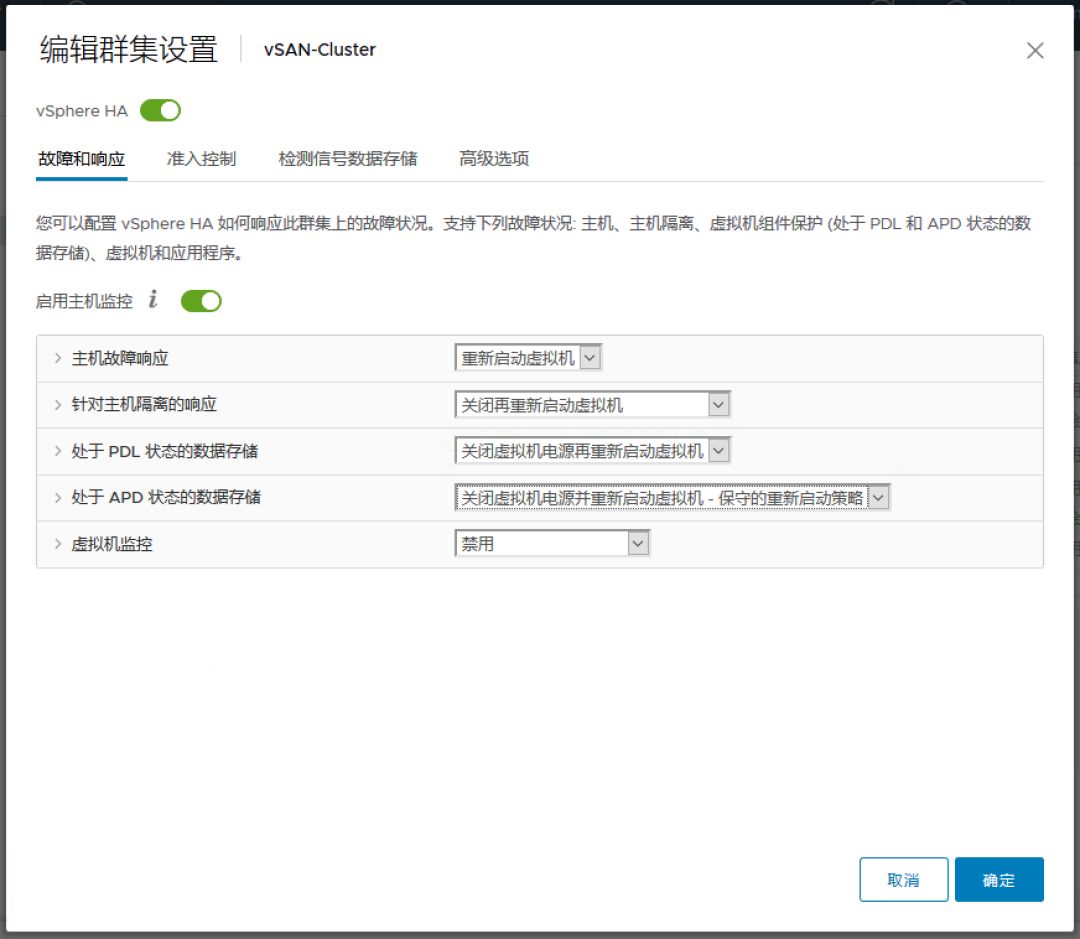 编辑群集设置 vSAN-Cluster
vSphere HA
故障和响应 准入控制 检测信号数据存储 高级选项
您可以配置 vSphere HA 如何响应此群集上的故障状况。支持下列故障状况: 主机、主机隔离、虚拟机组件保护 (处于 PDL 和 APD 状态的数
据存储)、虚拟机和应用程序。
启用主机监控 i
主机故障响应 重新启动虚拟机
针对主机隔离的响应 关闭再重新启动虚拟机
处于 PDL 状态的数据存储 关闭虚拟机电源再重新启动虚拟机
处于 APD 状态的数据存储 关闭虚拟机电源并重新启动虚拟机 - 保守的重新启动策略
虚拟机监控 禁用
取消 确定